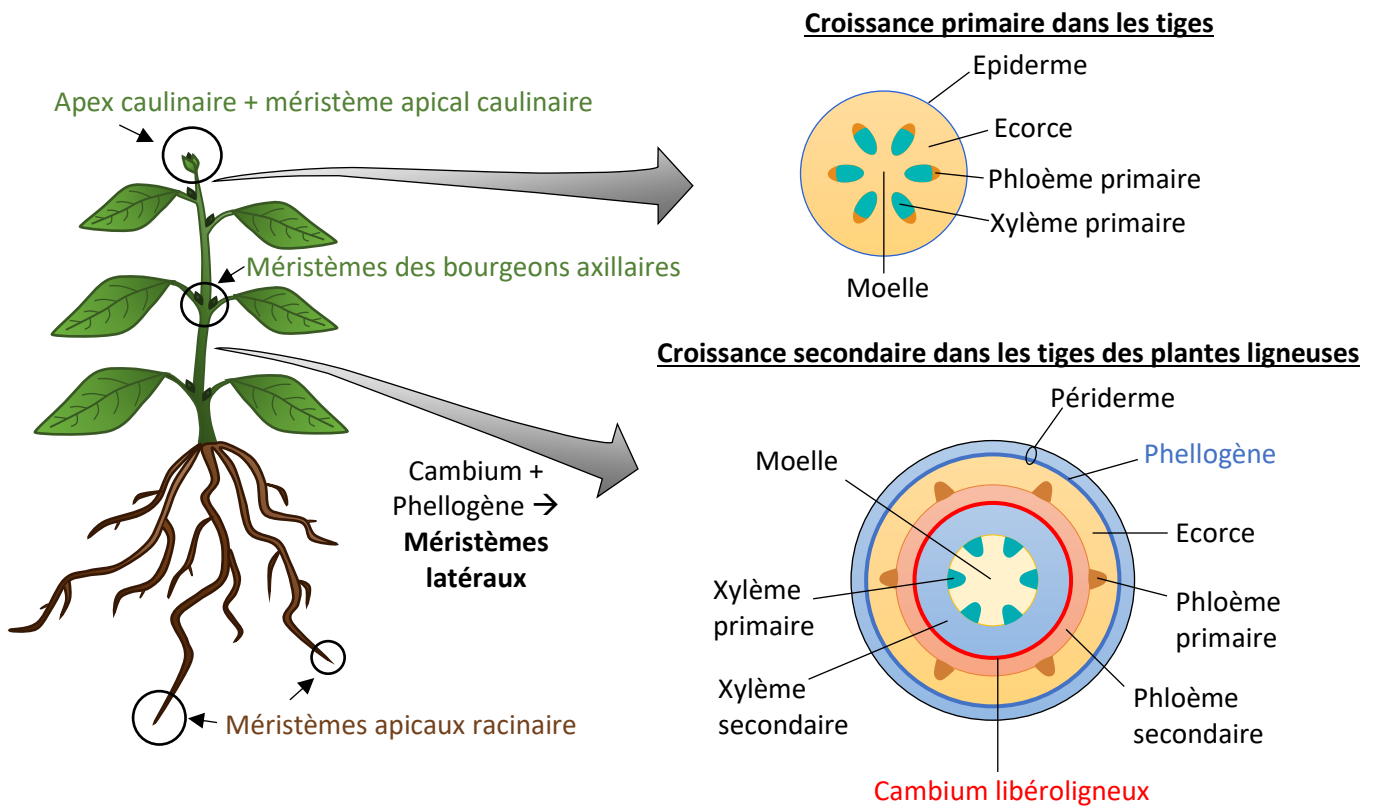 Croissance primaire dans les tiges
Epiderme
Apex caulinaire + méristème apical caulinaire
Ecorce
Phloème primaire
Xylème primaire
Méristèmes des bourgeons axillaires
Moelle
Croissance secondaire dans les tiges des plantes ligneuses
Périderme
Moelle
Phellogène
Cambium +
Phellogène →
Méristèmes
latéraux
Ecorce
Xylème
primaire
Phloème
primaire
Xylème
secondaire
Phloème
secondaire
Méristèmes apicaux racinaire
Cambium libéroligneux